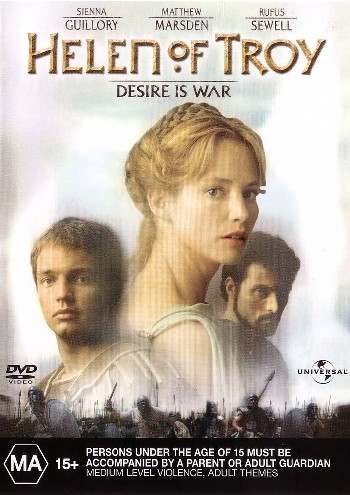 SIENNA MATTHEW RUFUS
GUILLORY MARSDEN SEWELL
HELEN OF TROY
DESIRE IS WAR
DVD
VIDEO
UNIVERSAL
MA 15+
PERSONS UNDER THE AGE OF 15 MUST BE
ACCOMPANIED BY A PARENT OR ADULT GUARDIAN
MEDIUM LEVEL VIOLENCE, ADULT THEMES